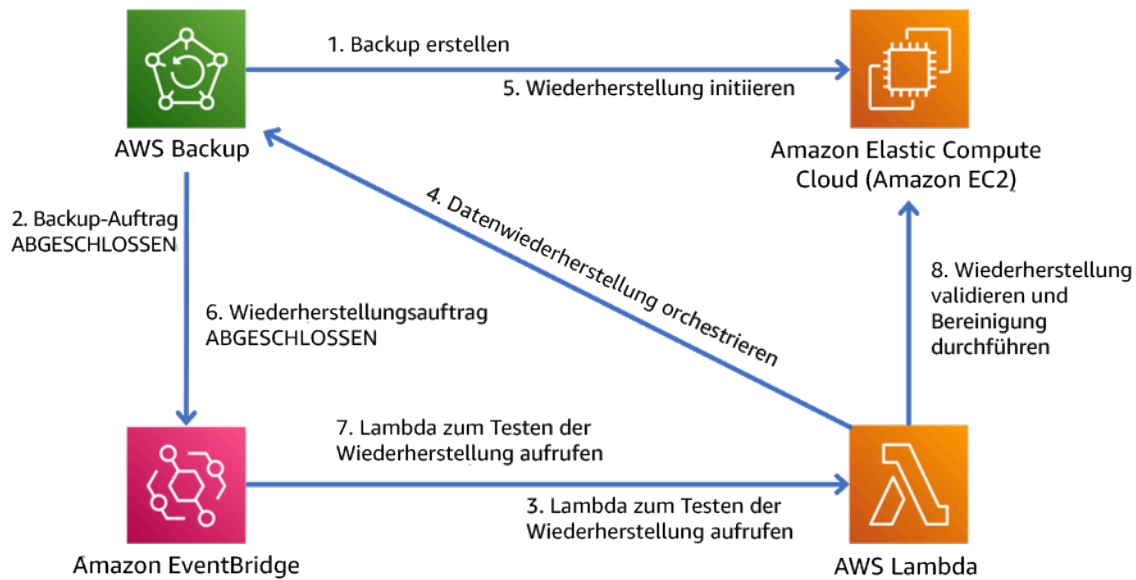 1. Backup erstellen
5. Wiederherstellung initiieren
AWS Backup
Amazon Elastic Compute
Cloud (Amazon EC2)
2. Backup-Auftrag
ABGESCHLOSSEN
4. Datenwiederherstellung orchestrieren
8. Wiederherstellung
validieren und
Bereinigung
durchführen
6. Wiederherstellungsauftrag
ABGESCHLOSSEN
7. Lambda zum Testen der
Wiederherstellung aufrufen
3. Lambda zum Testen der
Wiederherstellung aufrufen
Amazon EventBridge
AWS Lambda